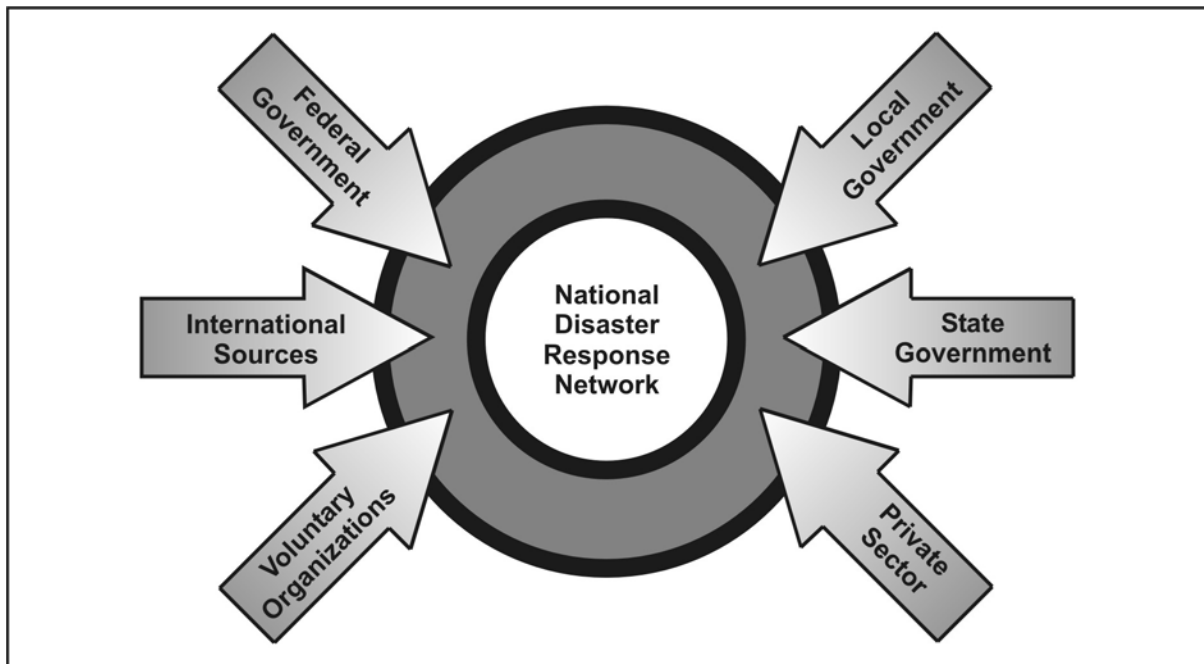 Federal
Government
Local
Government
International
Sources
National
Disaster
Response
Network
State
Government
Voluntary
Organizations
Private
Sector